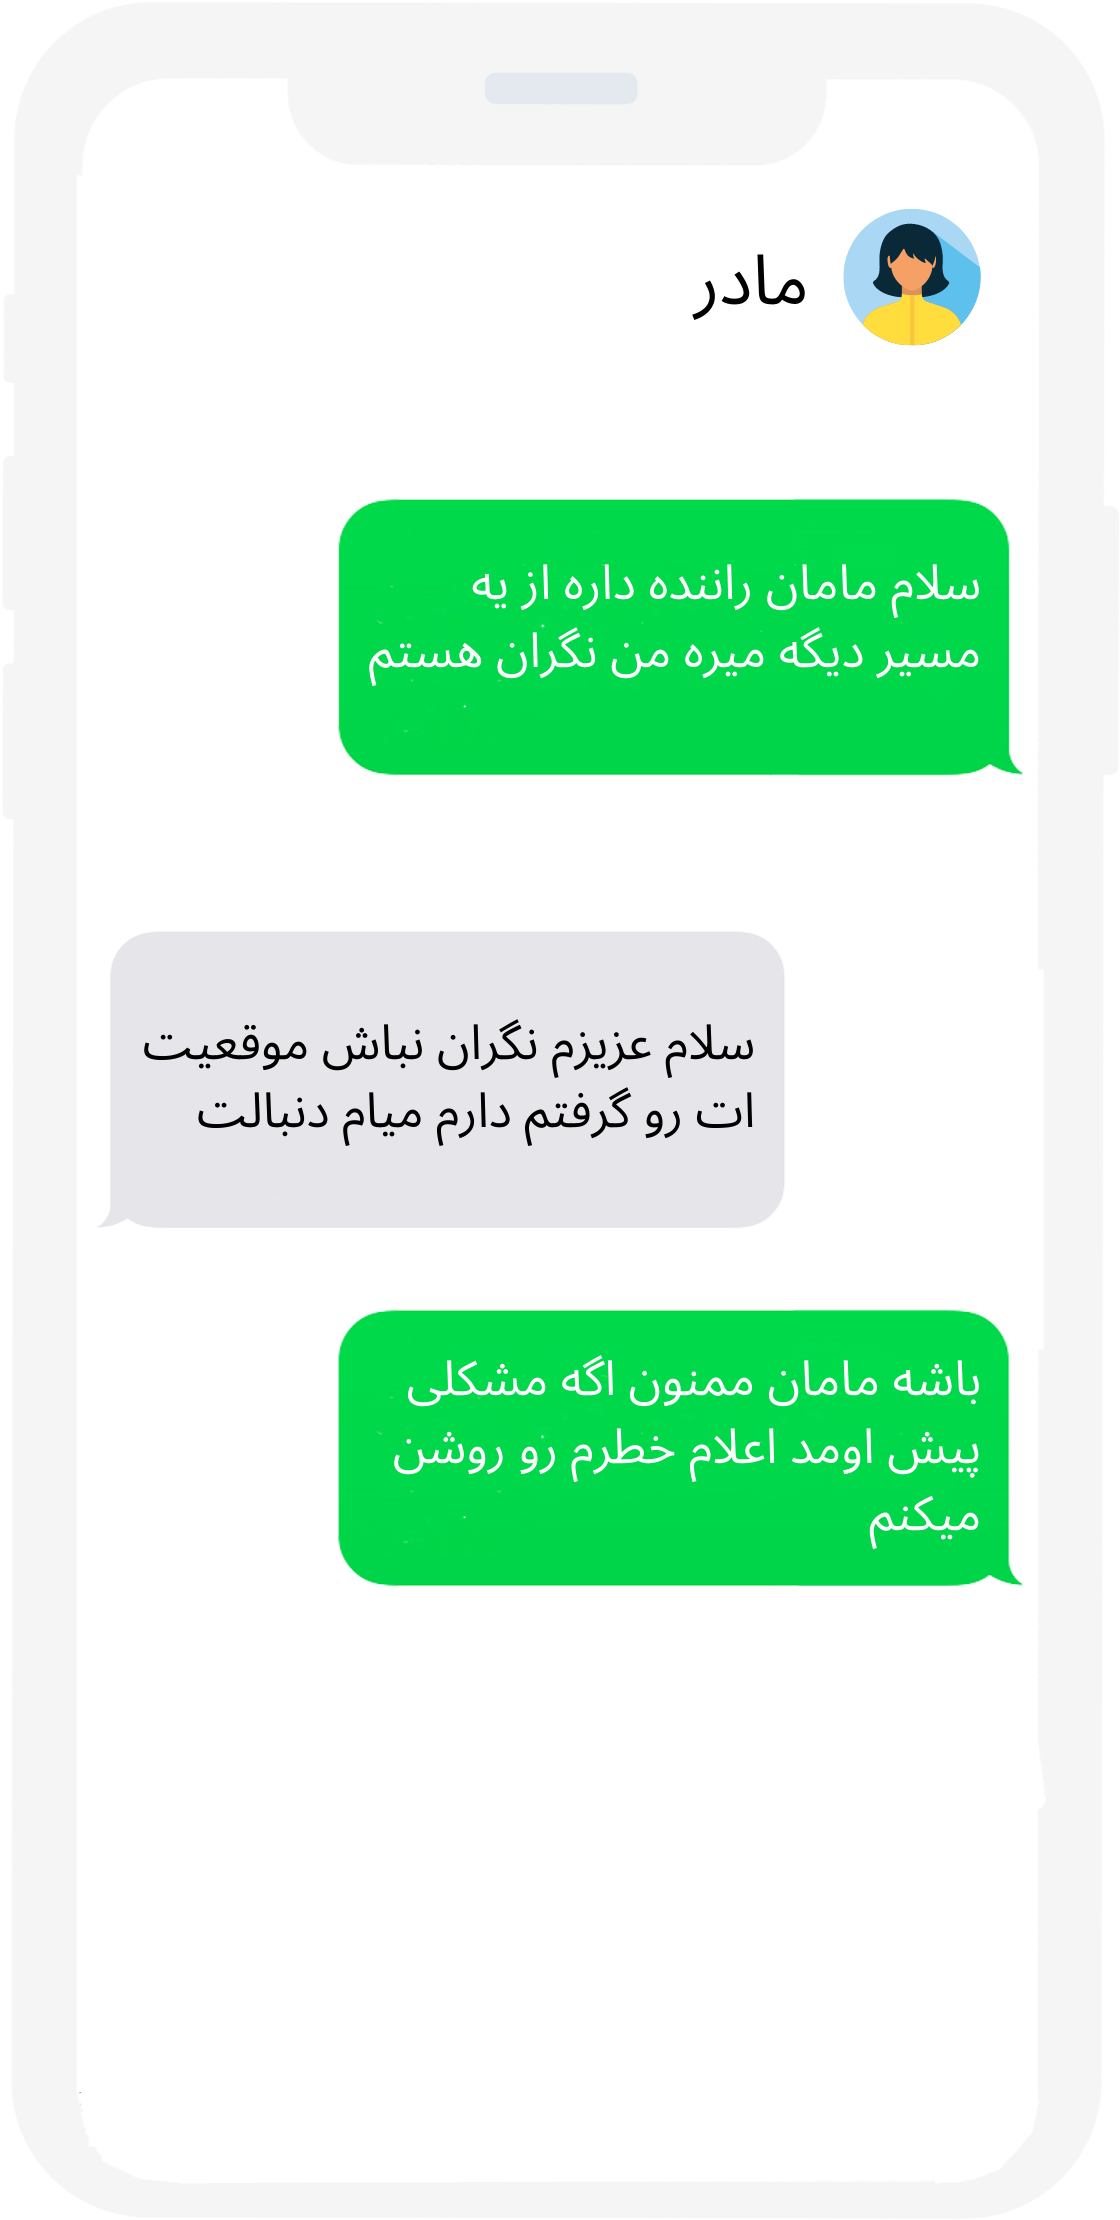 مادر
سلام مامان راننده داره از یه
مسیر دیگه میره من نگران هستم
سلام عزیزم نگران نباش موقعیت
ات رو گرفتم دارم میام دنبالت
باشه مامان ممنون اگه مشکلی
پیش اومد اعلام خطرم رو روشن
میکنم